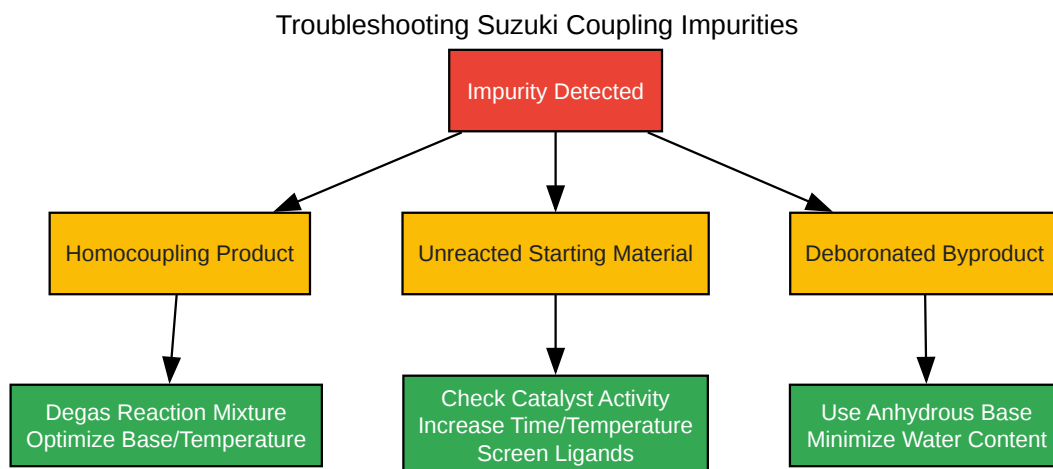 Troubleshooting Suzuki Coupling Impurities
Impurity Detected
Homocoupling Product
Unreacted Starting Material
Deboronated Byproduct
Degas Reaction Mixture
Optimize Base/Temperature
Check Catalyst Activity
Increase Time/Temperature
Screen Ligands
Use Anhydrous Base
Minimize Water Content